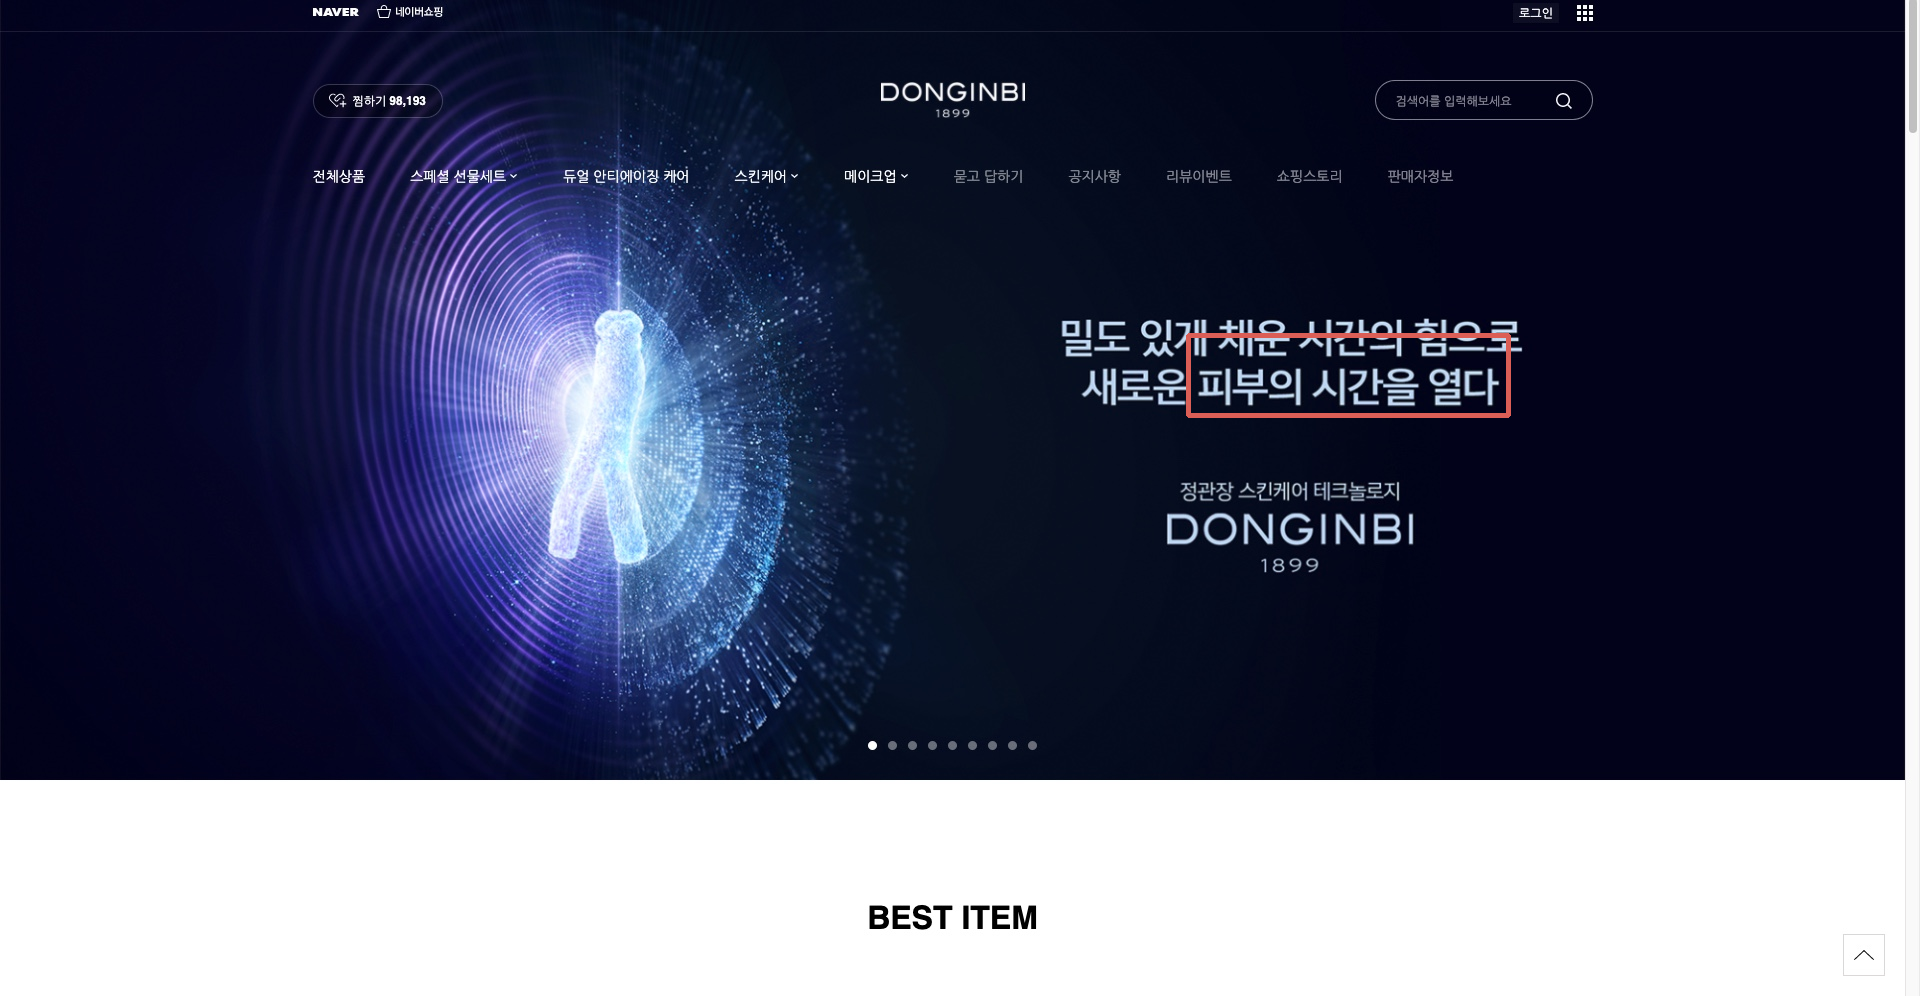 NAVER 네이버쇼핑 로그인
찜하기 98,193
DONGINBI
1899
검색어를 입력해보세요
전체상품 스페셜 선물세트 듀얼 안티에이징 케어 스킨케어 메이크업 묻고 답하기 공지사항 리뷰이벤트 쇼핑스토리 판매자정보
밀도 있게 채운 시간의 힘으로
새로운 피부의 시간을 열다
정관장 스킨케어 테크놀로지
DONGINBI
1899
BEST ITEM